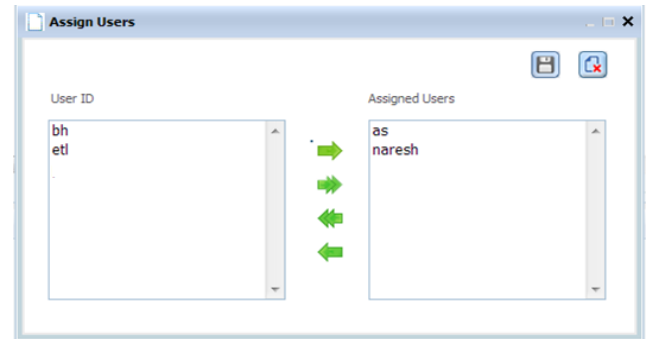 Assign Users
User ID
Assigned Users
bh
etl
as
naresh